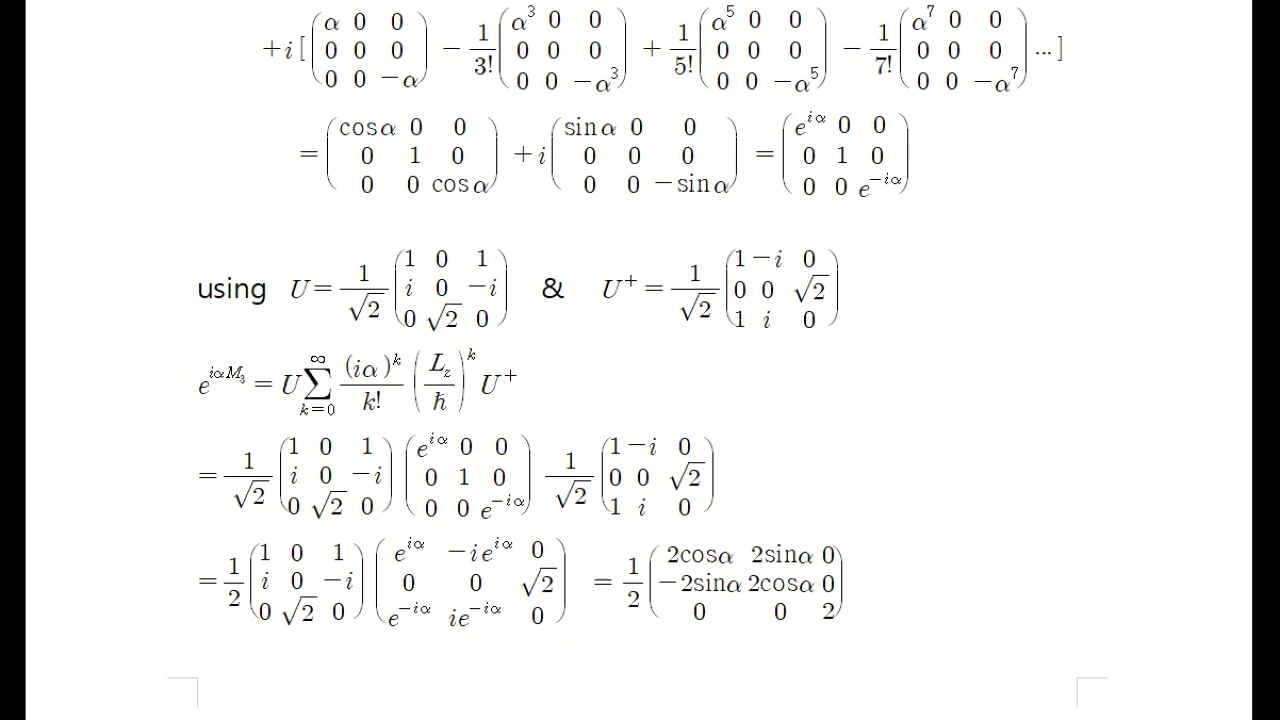 +i[(α 0 0; 0 0 0; 0 0 −α) − 1/3!(α³ 0 0; 0 0 0; 0 0 −α³) + 1/5!(α⁵ 0 0; 0 0 0; 0 0 −α⁵) − 1/7!(α⁷ 0 0; 0 0 0; 0 0 −α⁷) ...]
= (cosα 0 0; 0 1 0; 0 0 cosα) + i(sinα 0 0; 0 0 0; 0 0 −sinα) = (e^{iα} 0 0; 0 1 0; 0 0 e^{−iα})
using U = 1/√2 (1 0 1; i 0 −i; 0 √2 0) & U⁺ = 1/√2 (1 −i 0; 0 0 √2; 1 i 0)
e^{iαM₃} = U ∑_{k=0}^{∞} (iα)^k/k! (L_z/ℏ)^k U⁺
= 1/√2 (1 0 1; i 0 −i; 0 √2 0) (e^{iα} 0 0; 0 1 0; 0 0 e^{−iα}) 1/√2 (1 −i 0; 0 0 √2; 1 i 0)
= 1/2 (1 0 1; i 0 −i; 0 √2 0) (e^{iα} −ie^{iα} 0; 0 0 √2; e^{−iα} ie^{−iα} 0) = 1/2 (2cosα 2sinα 0; −2sinα 2cosα 0; 0 0 2)